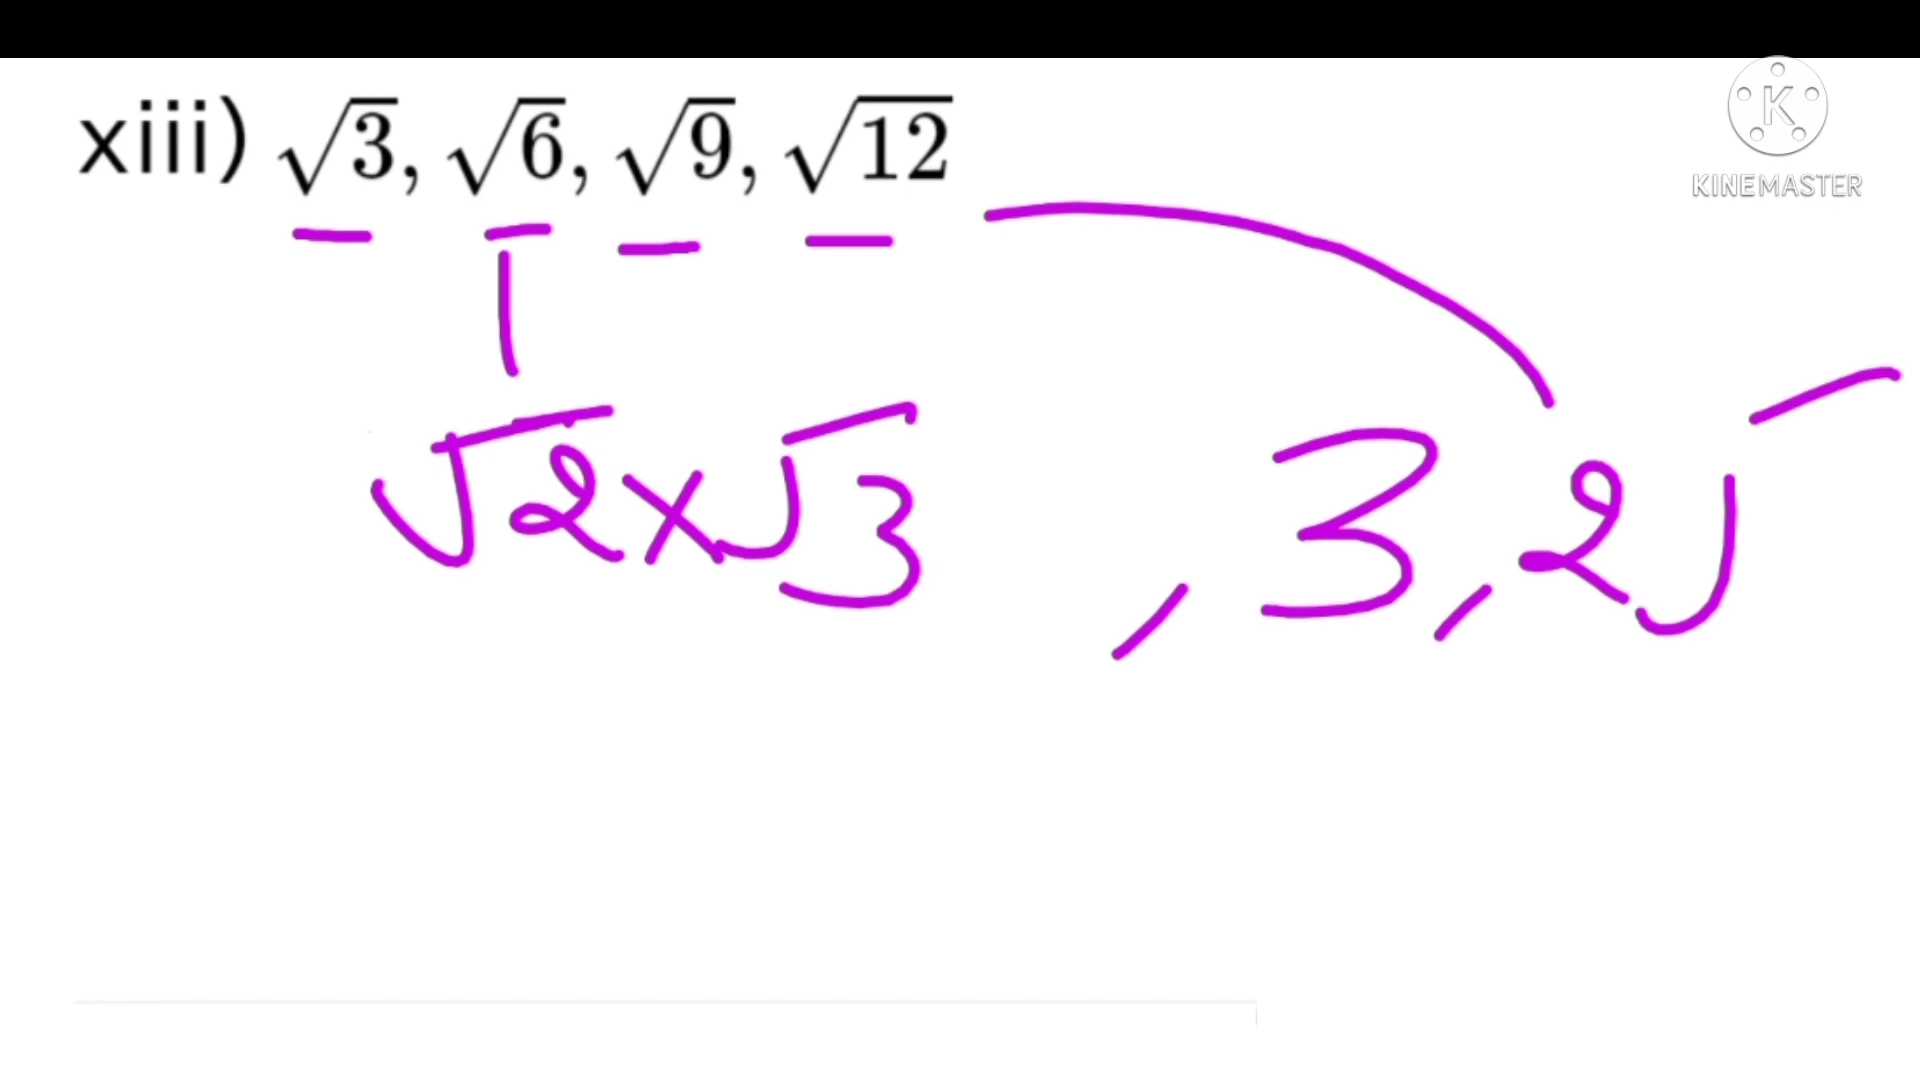 xiii) √3, √6, √9, √12
KINEMASTER
√2×√3 , 3, 2√